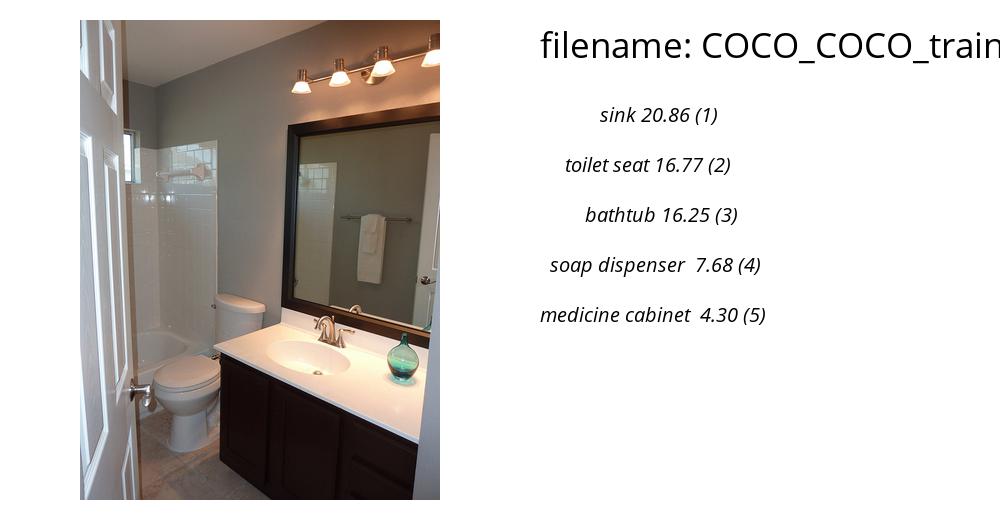 filename: COCO_COCO_train
sink 20.86 (1)
toilet seat 16.77 (2)
bathtub 16.25 (3)
soap dispenser 7.68 (4)
medicine cabinet 4.30 (5)